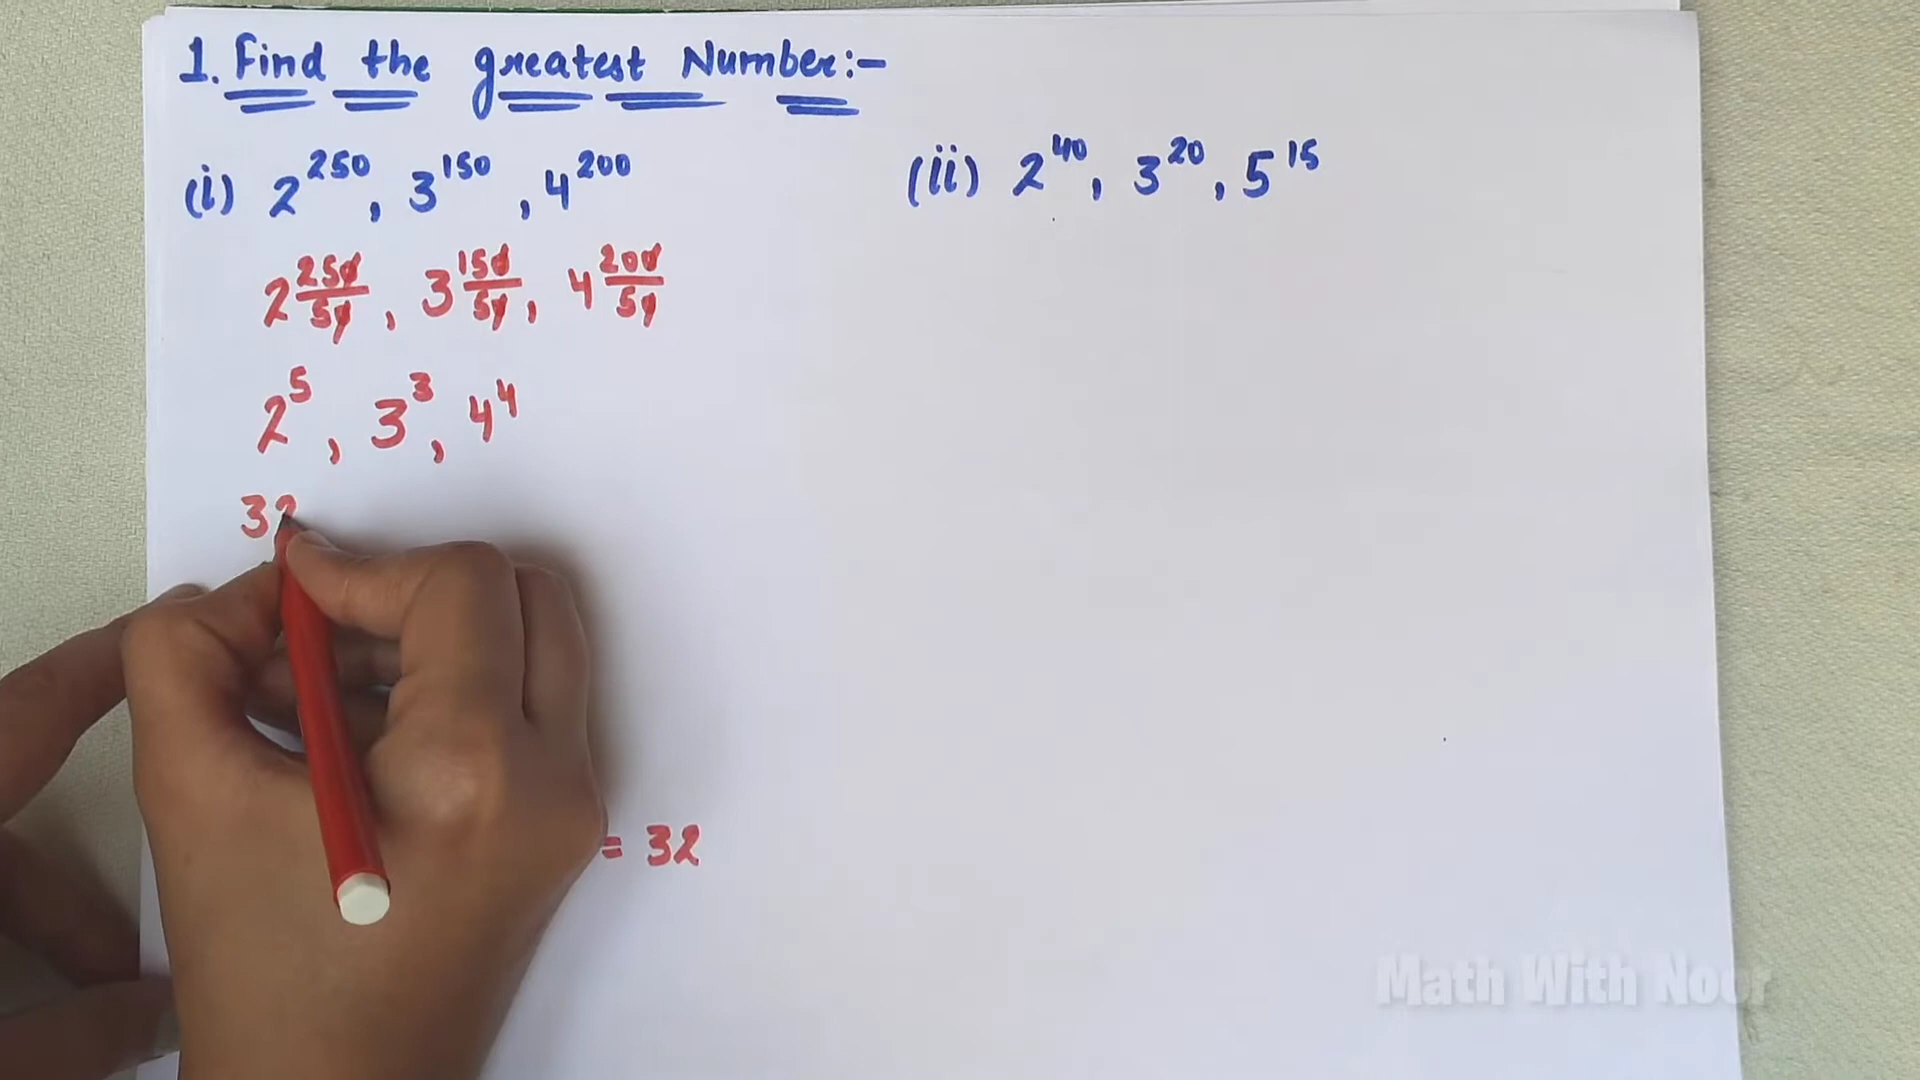 1. Find the greatest Number:-
(i) 2^250, 3^150, 4^200
(ii) 2^40, 3^20, 5^15
2^250/50, 3^150/50, 4^200/50
2^5, 3^3, 4^4
32
= 32
Math With Noor